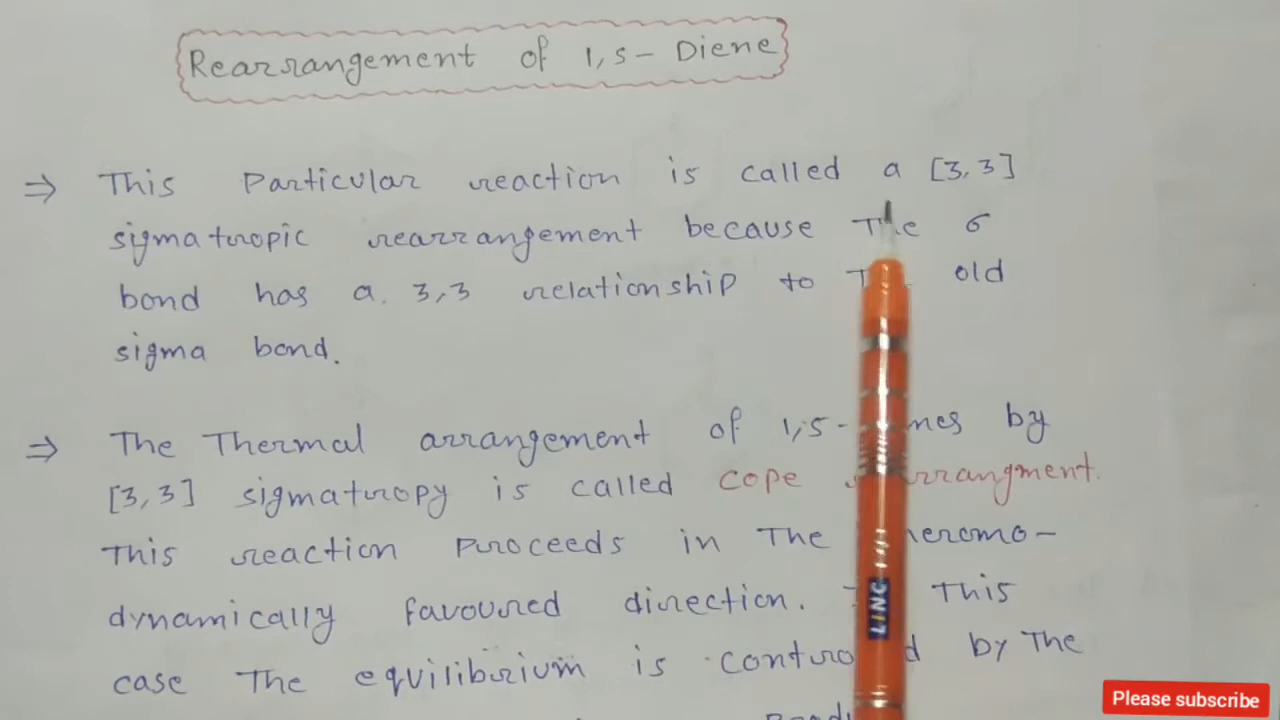 Rearrangement of 1,5- Diene
⇒ This Particular reaction is called a [3,3]
sigmatropic rearrangement because The σ
bond has a 3,3 relationship to old
sigma bond.
⇒ The Thermal arrangement of 1,5- by
[3,3] sigmatropy is called cope
This reaction Proceeds in The
dynamically favoured direction. This
case The equilibrium is by The
LINC
Please subscribe